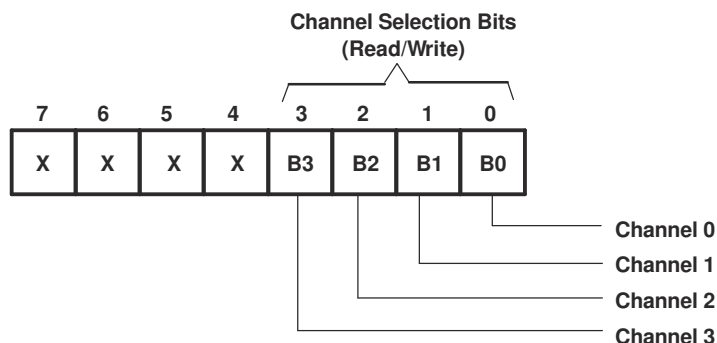 Channel Selection Bits
(Read/Write)
7 6 5 4 3 2 1 0
X X X X B3 B2 B1 B0
Channel 0
Channel 1
Channel 2
Channel 3